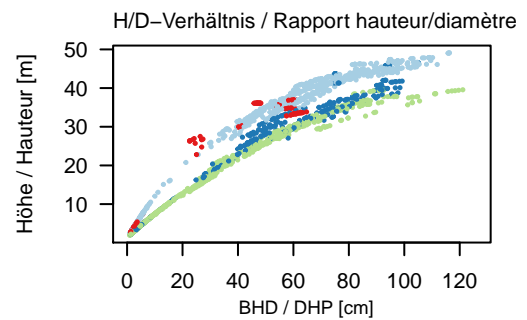 H/D−Verhältnis / Rapport hauteur/diamètre
Höhe / Hauteur [m]
50
40
30
20
10
0 20 40 60 80 100 120
BHD / DHP [cm]